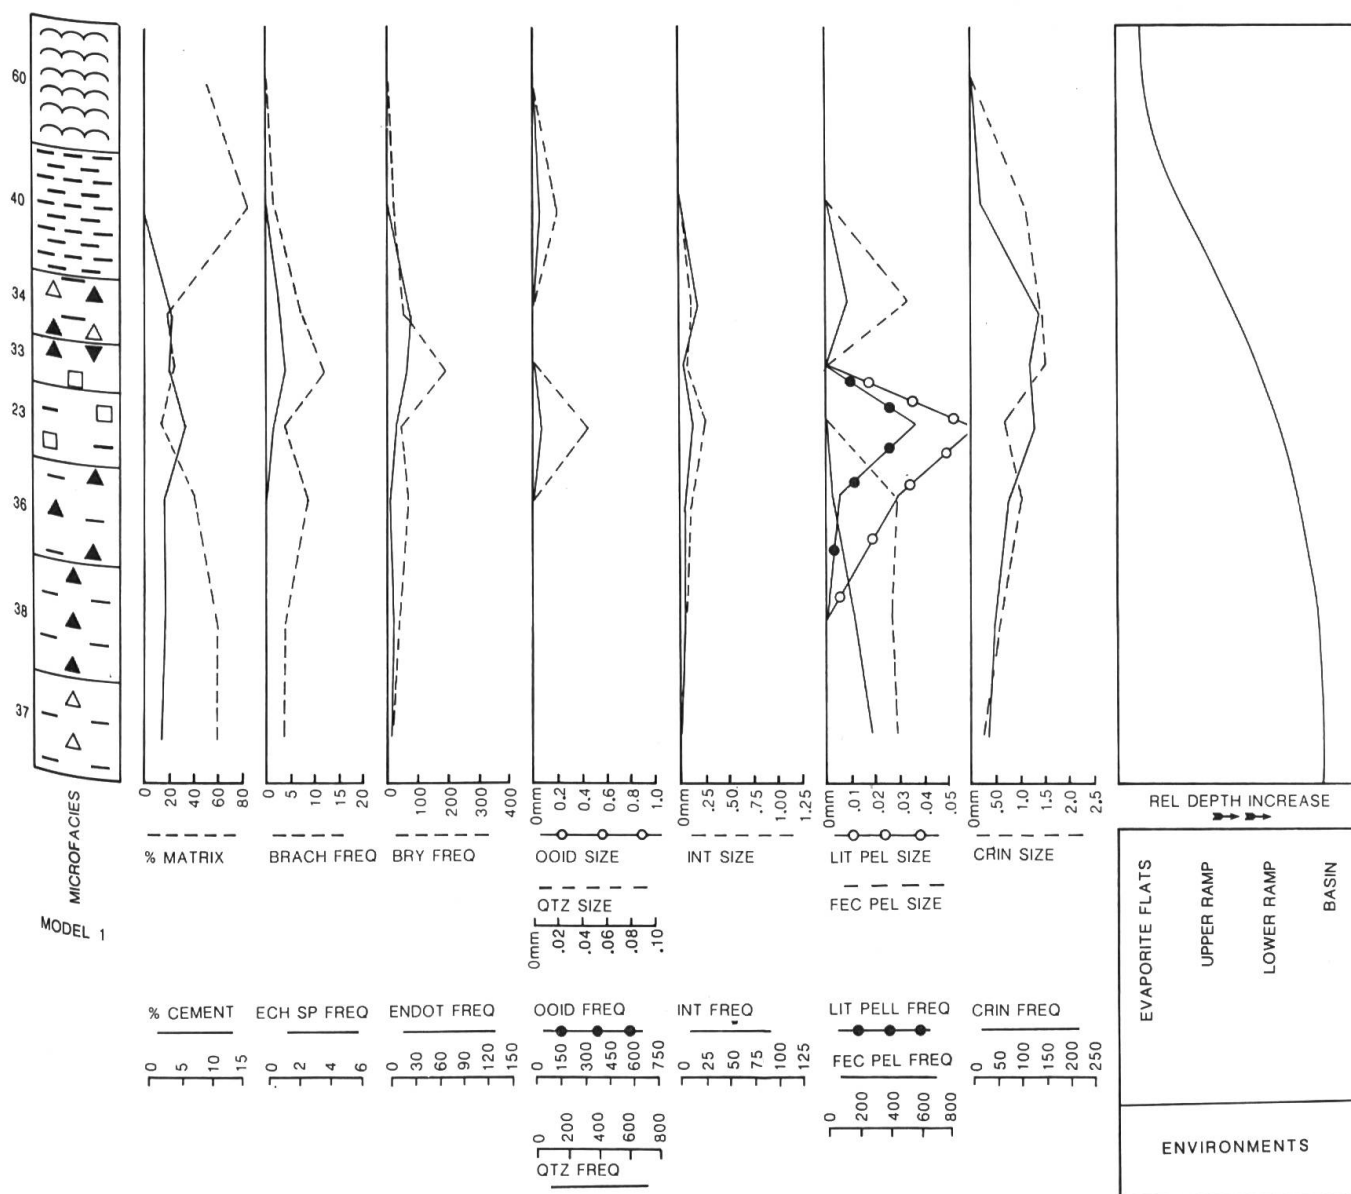 60
40
34
33
23
36
38
37
MICROFACIES
MODEL 1
0 20 40 60 80
% MATRIX
0 5 10 15 20
BRACH FREQ
0 100 200 300 400
BRY FREQ
0mm 0.2 0.4 0.6 0.8 1.0
OOID SIZE
QTZ SIZE
0mm .02 .04 .06 .08 .10
0mm .25 .50 .75 1.00 1.25
INT SIZE
0mm .01 .02 .03 .04 .05
LIT PEL SIZE
FEC PEL SIZE
0mm .50 1.0 1.5 2.0 2.5
CRIN SIZE
REL DEPTH INCREASE
EVAPORITE FLATS
UPPER RAMP
LOWER RAMP
BASIN
% CEMENT
0 5 10 15
ECH SP FREQ
0 2 4 6
ENDOT FREQ
0 30 60 90 120 150
OOID FREQ
0 150 300 450 600 750
0 200 400 600 800
QTZ FREQ
INT FREQ
0 25 50 75 100 125
LIT PELL FREQ
FEC PEL FREQ
0 200 400 600 800
CRIN FREQ
0 50 100 150 200 250
ENVIRONMENTS